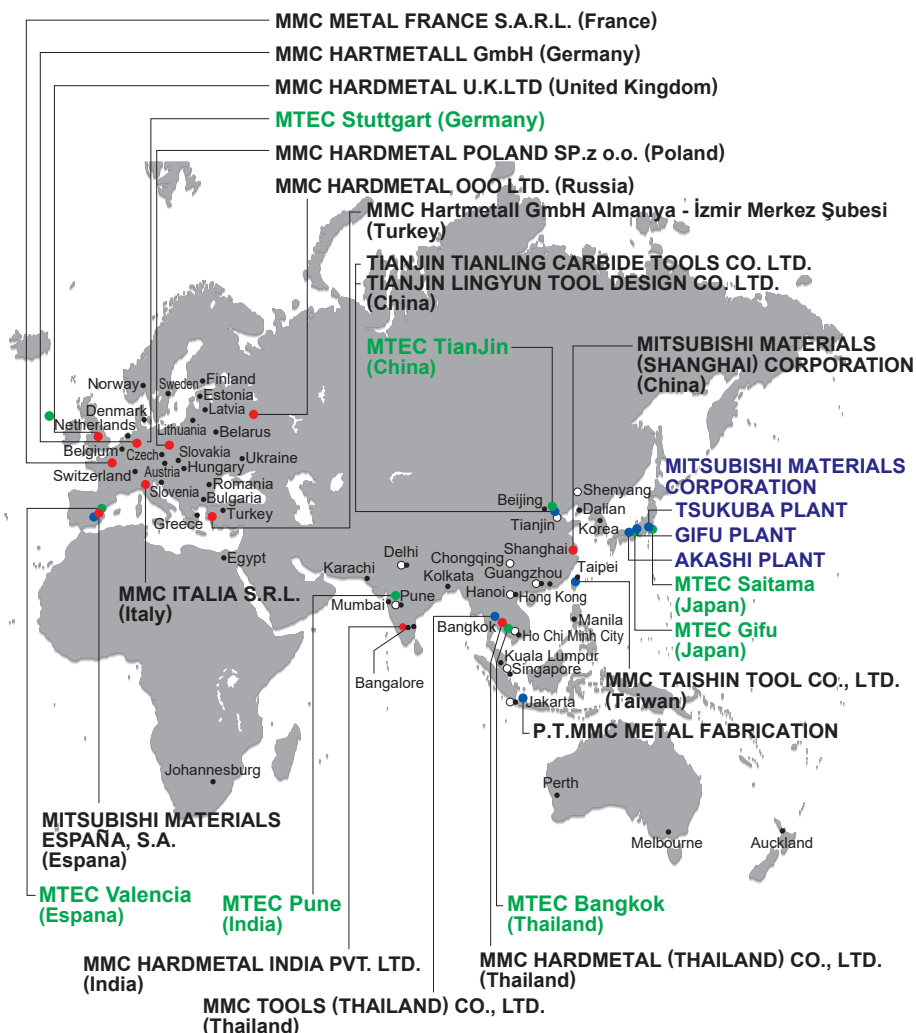 MMC METAL FRANCE S.A.R.L. (France)
MMC HARTMETALL GmbH (Germany)
MMC HARDMETAL U.K.LTD (United Kingdom)
MTEC Stuttgart (Germany)
MMC HARDMETAL POLAND SP.z o.o. (Poland)
MMC HARDMETAL OOO LTD. (Russia)
MMC Hartmetall GmbH Almanya - İzmir Merkez Şubesi
(Turkey)
TIANJIN TIANLING CARBIDE TOOLS CO. LTD.
TIANJIN LINGYUN TOOL DESIGN CO. LTD.
(China)
MTEC TianJin
(China)
MITSUBISHI MATERIALS
(SHANGHAI) CORPORATION
(China)
Norway
Sweden
Finland
Estonia
Latvia
Denmark
Netherlands
Lithuania
Belarus
Belgium
Czech
Slovakia
Ukraine
Switzerland
Austria
Hungary
Slovenia
Romania
Bulgaria
Greece
Turkey
Egypt
MITSUBISHI MATERIALS
CORPORATION
TSUKUBA PLANT
GIFU PLANT
AKASHI PLANT
MTEC Saitama
(Japan)
MTEC Gifu
(Japan)
Shenyang
Beijing
Dalian
Tianjin
Korea
Shanghai
Delhi
Chongqing
Karachi
Kolkata
Guangzhou
Taipei
Hanoi
Hong Kong
Mumbai
Pune
Manila
Bangkok
Ho Chi Minh City
Kuala Lumpur
Singapore
Bangalore
Jakarta
MMC ITALIA S.R.L.
(Italy)
MMC TAISHIN TOOL CO., LTD.
(Taiwan)
P.T.MMC METAL FABRICATION
Johannesburg
Perth
Melbourne
Auckland
MITSUBISHI MATERIALS
ESPAÑA, S.A.
(Espana)
MTEC Valencia
(Espana)
MTEC Pune
(India)
MTEC Bangkok
(Thailand)
MMC HARDMETAL INDIA PVT. LTD.
(India)
MMC HARDMETAL (THAILAND) CO., LTD.
(Thailand)
MMC TOOLS (THAILAND) CO., LTD.
(Thailand)